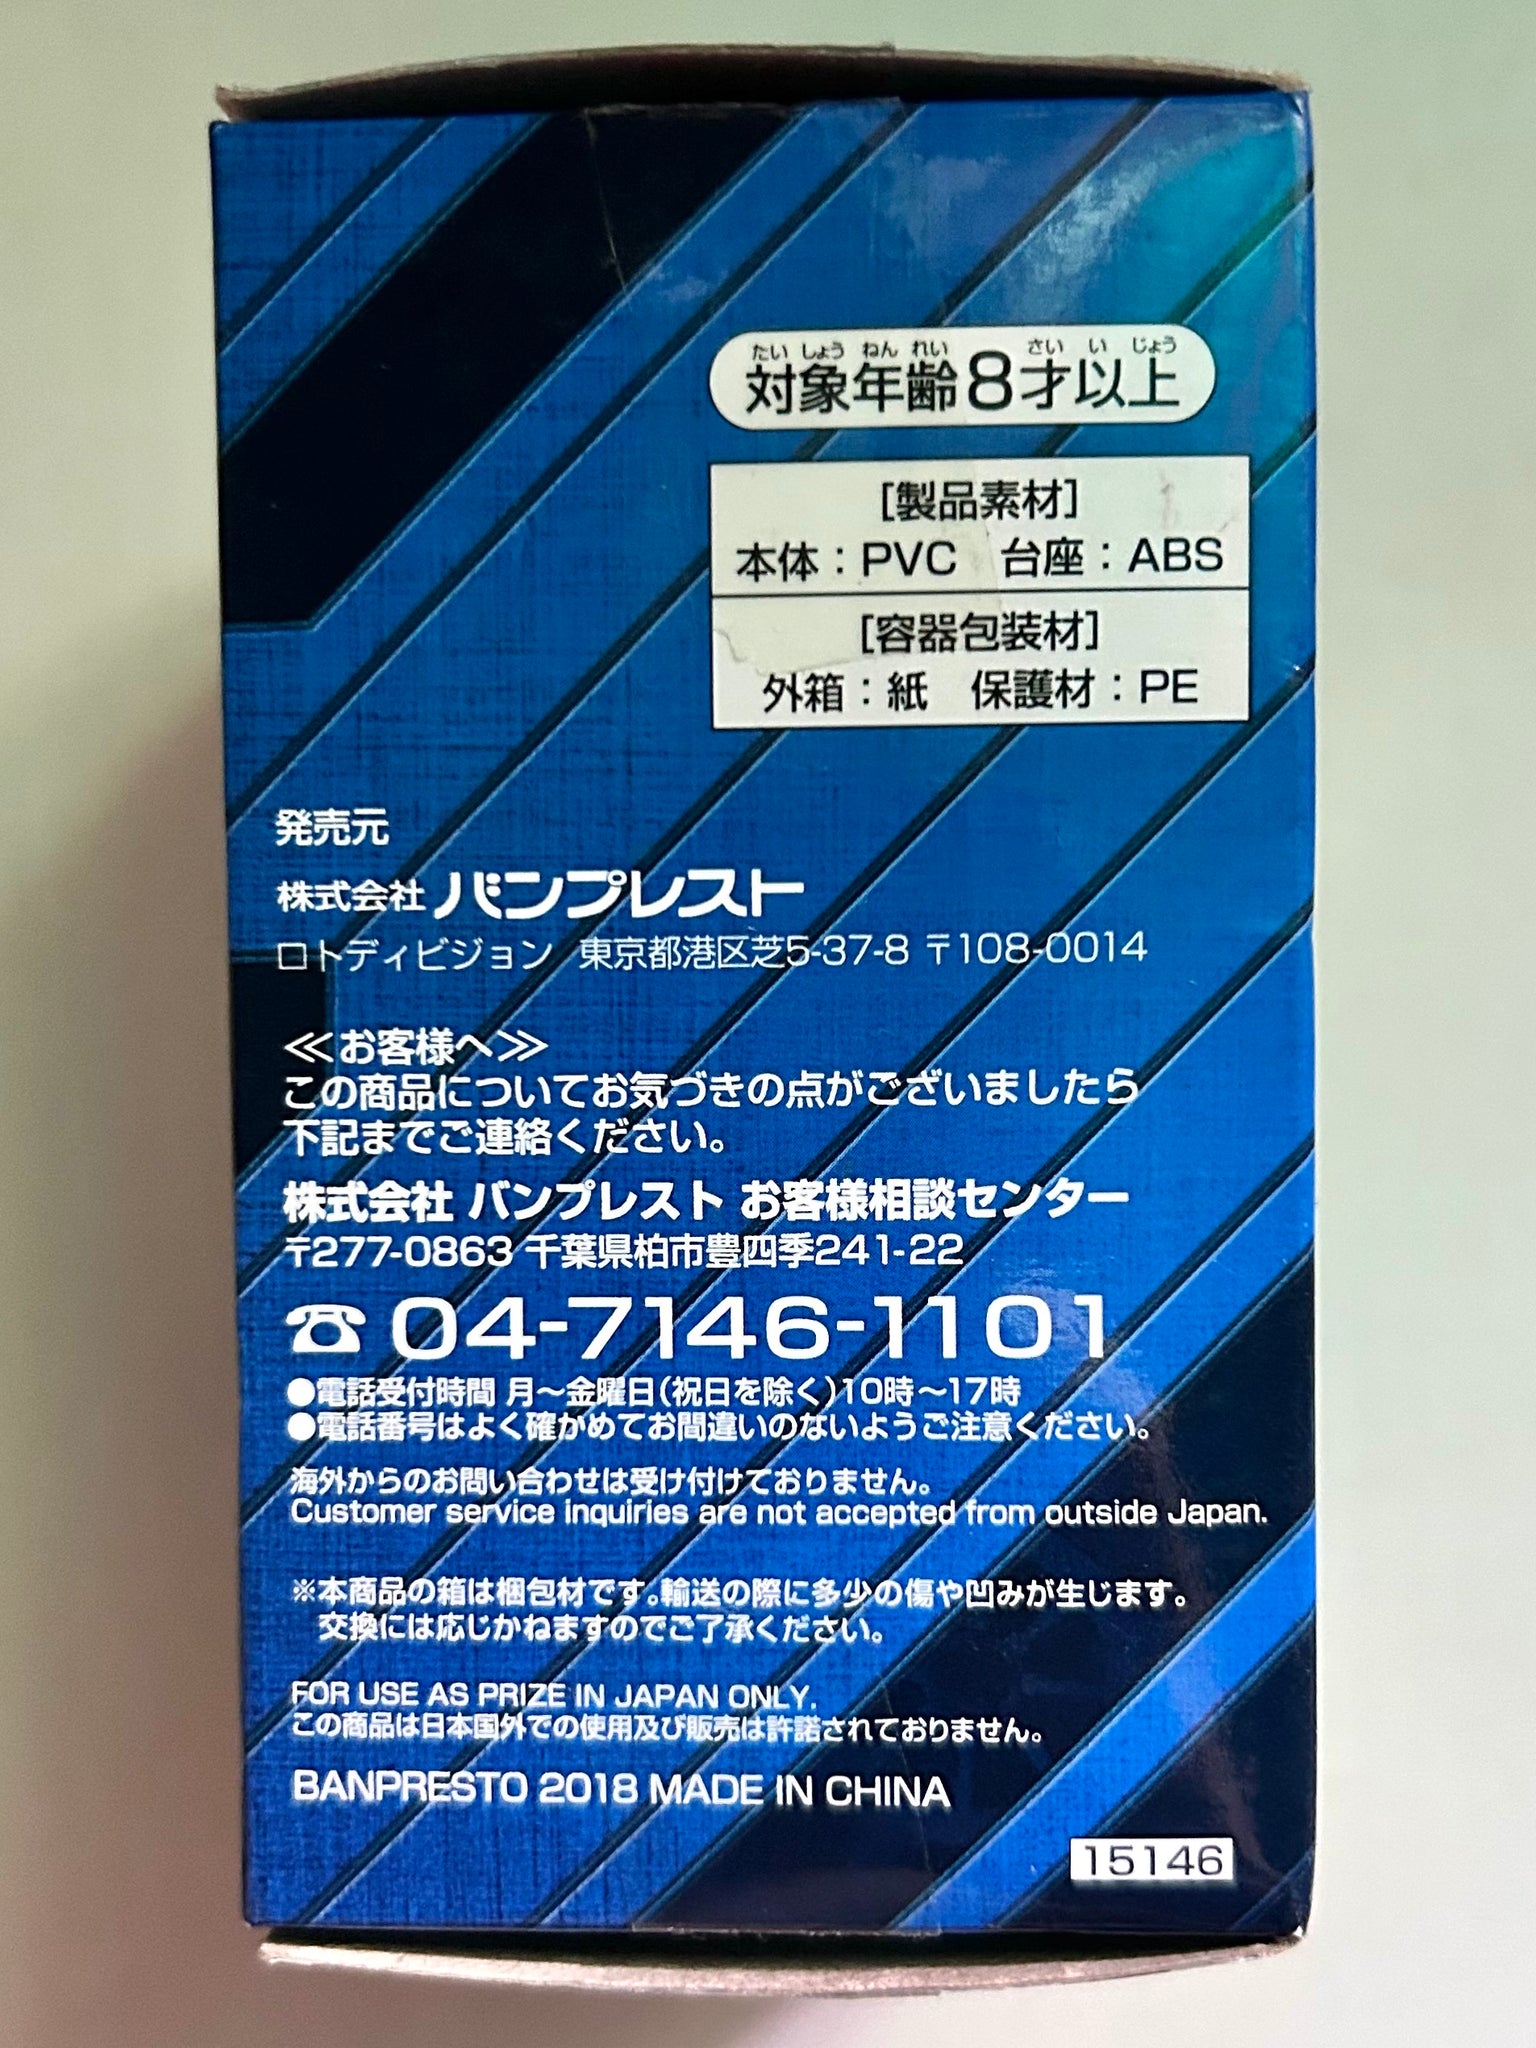 たいしょうねんれい さいいじょう
対象年齢8才以上
[製品素材]
本体：PVC 台座：ABS
[容器包装材]
外箱：紙 保護材：PE
発売元
株式会社 バンプレスト
ロトディビジョン 東京都港区芝5-37-8 〒108-0014
≪お客様へ≫
この商品についてお気づきの点がございましたら
下記までご連絡ください。
株式会社 バンプレスト お客様相談センター
〒277-0863 千葉県柏市豊四季241-22
☎04-7146-1101
●電話受付時間 月～金曜日(祝日を除く)10時～17時
●電話番号はよく確かめてお間違いのないようご注意ください。
海外からのお問い合わせは受け付けておりません。
Customer service inquiries are not accepted from outside Japan.
※本商品の箱は梱包材です。輸送の際に多少の傷や凹みが生じます。
交換には応じかねますのでご了承ください。
FOR USE AS PRIZE IN JAPAN ONLY.
この商品は日本国外での使用及び販売は許諾されておりません。
BANPRESTO 2018 MADE IN CHINA
15146